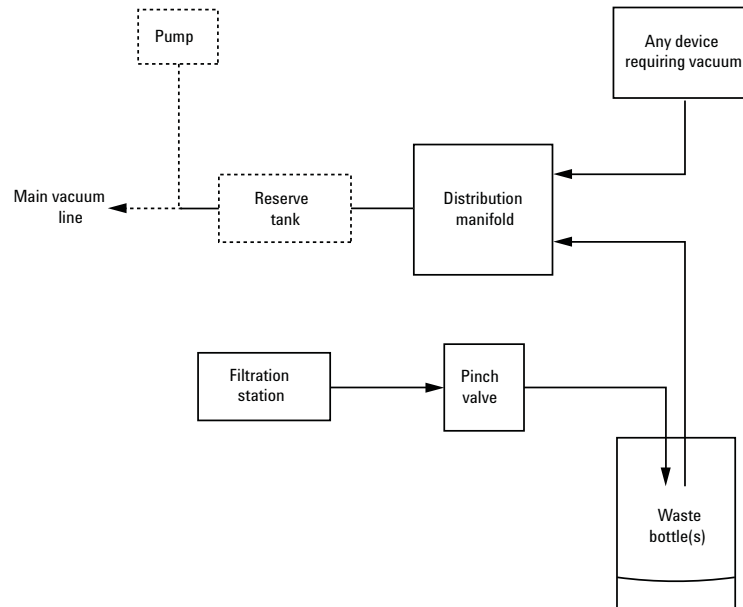 Pump
Any device
requiring vacuum
Main vacuum
line
Reserve
tank
Distribution
manifold
Filtration
station
Pinch
valve
Waste
bottle(s)